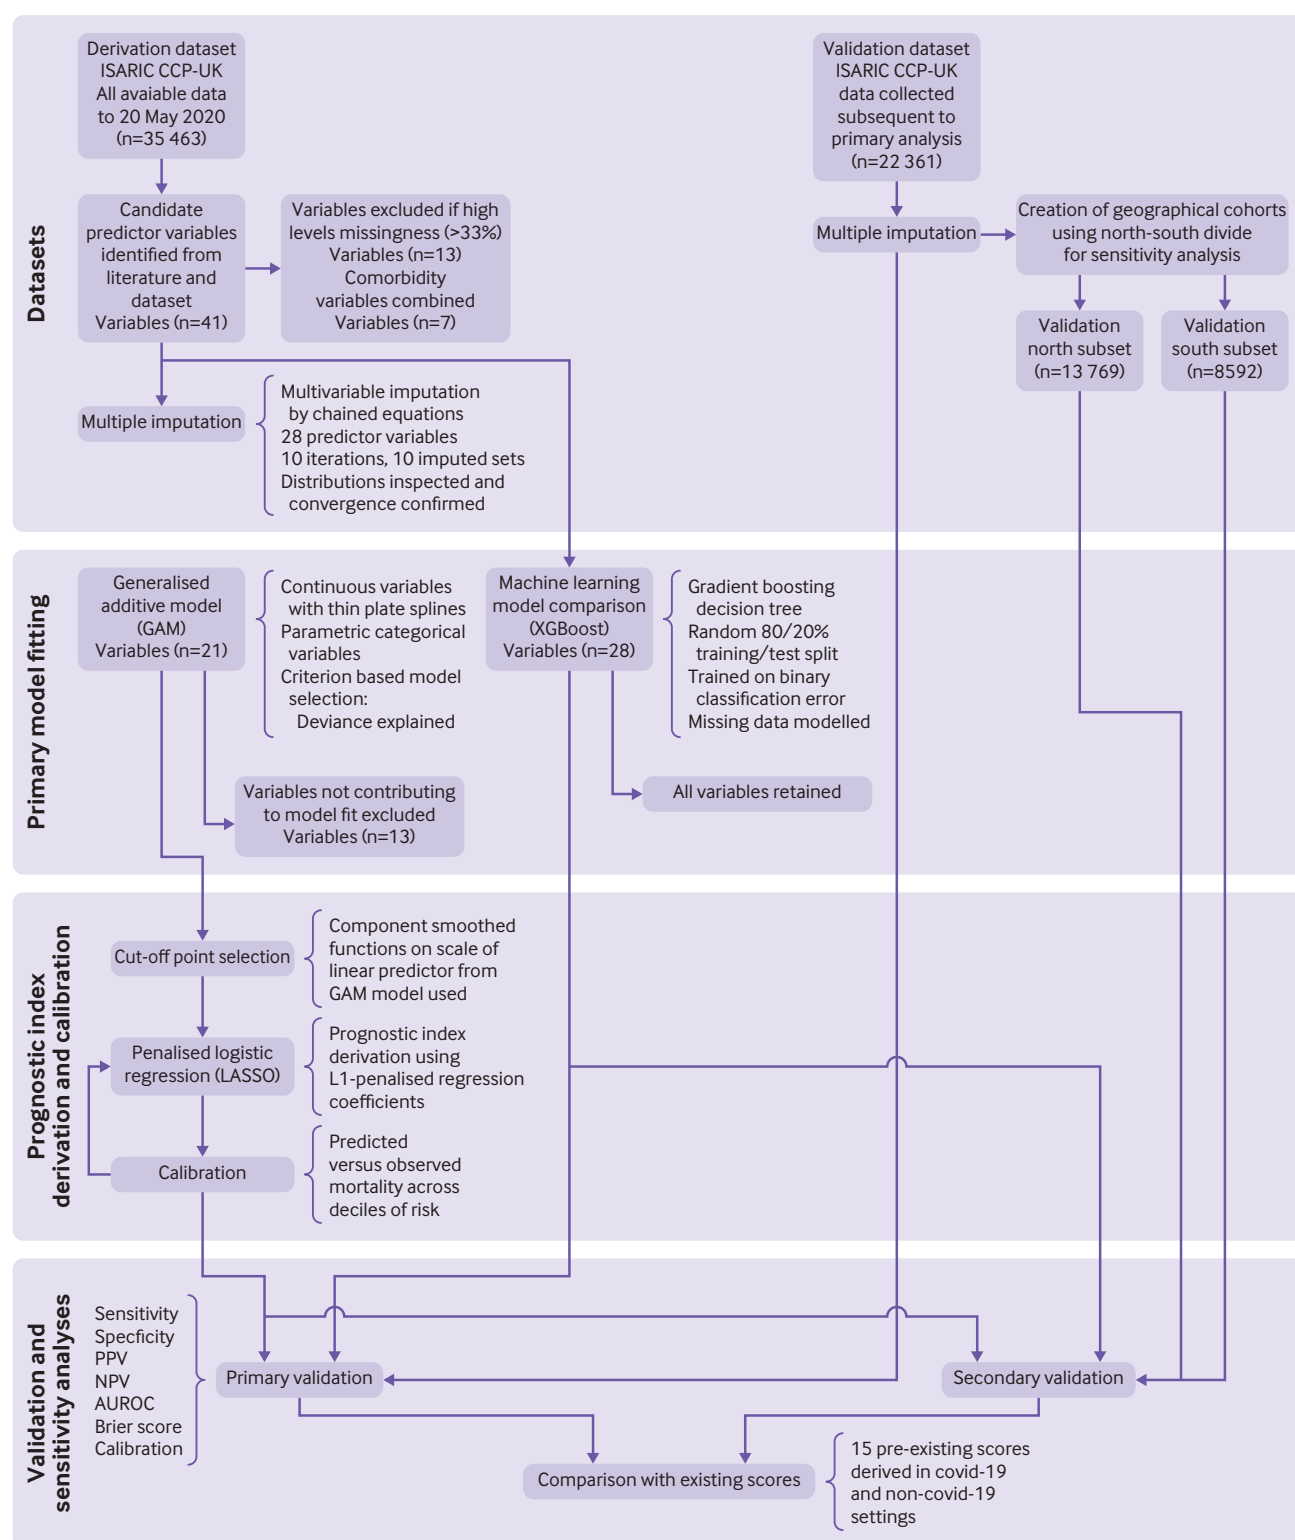 Datasets
Derivation dataset
ISARIC CCP-UK
All avaiable data
to 20 May 2020
(n=35 463)
Candidate
predictor variables
identified from
literature and
dataset
Variables (n=41)
Variables excluded if high
levels missingness (>33%)
Variables (n=13)
Comorbidity
variables combined
Variables (n=7)
Multiple imputation
Multivariable imputation
by chained equations
28 predictor variables
10 iterations, 10 imputed sets
Distributions inspected and
convergence confirmed
Validation dataset
ISARIC CCP-UK
data collected
subsequent to
primary analysis
(n=22 361)
Multiple imputation
Creation of geographical cohorts
using north-south divide
for sensitivity analysis
Validation
north subset
(n=13 769)
Validation
south subset
(n=8592)
Primary model fitting
Generalised
additive model
(GAM)
Variables (n=21)
Continuous variables
with thin plate splines
Parametric categorical
variables
Criterion based model
selection:
Deviance explained
Variables not contributing
to model fit excluded
Variables (n=13)
Machine learning
model comparison
(XGBoost)
Variables (n=28)
Gradient boosting
decision tree
Random 80/20%
training/test split
Trained on binary
classification error
Missing data modelled
All variables retained
Prognostic index
derivation and calibration
Cut-off point selection
Component smoothed
functions on scale of
linear predictor from
GAM model used
Penalised logistic
regression (LASSO)
Prognostic index
derivation using
L1-penalised regression
coefficients
Calibration
Predicted
versus observed
mortality across
deciles of risk
Validation and
sensitivity analyses
Sensitivity
Specficity
PPV
NPV
AUROC
Brier score
Calibration
Primary validation
Secondary validation
Comparison with existing scores
15 pre-existing scores
derived in covid-19
and non-covid-19
settings